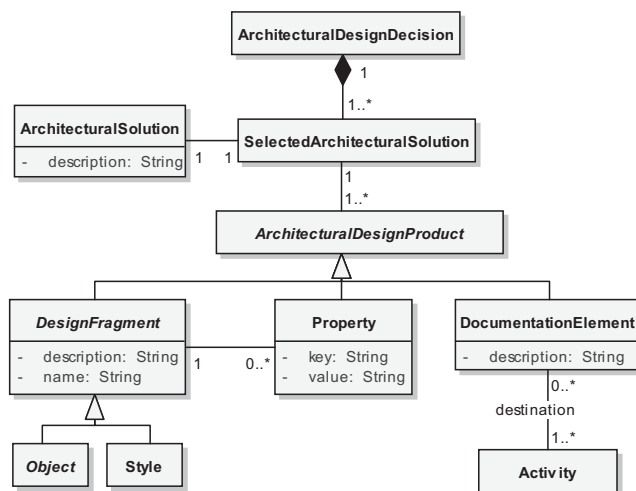 ArchitecturalDesignDecision
1
1..*
ArchitecturalSolution
- description: String
1
1
SelectedArchitecturalSolution
1
1..*
ArchitecturalDesignProduct
DesignFragment
- description: String
- name: String
1
0..*
Property
- key: String
- value: String
DocumentationElement
- description: String
0..*
destination
1..*
Object
Style
Activity